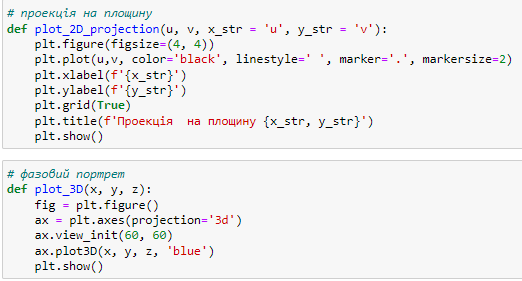 # проекція на площину
def plot_2D_projection(u, v, x_str = 'u', y_str = 'v'):
    plt.figure(figsize=(4, 4))
    plt.plot(u,v, color='black', linestyle=' ', marker='.', markersize=2)
    plt.xlabel(f'{x_str}')
    plt.ylabel(f'{y_str}')
    plt.grid(True)
    plt.title(f'Проекція  на площину {x_str, y_str}')
    plt.show()
# фазовий портрет
def plot_3D(x, y, z):
    fig = plt.figure()
    ax = plt.axes(projection='3d')
    ax.view_init(60, 60)
    ax.plot3D(x, y, z, 'blue')
    plt.show()